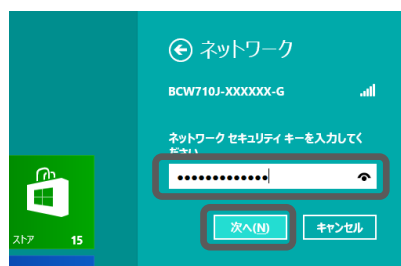 ネットワーク
BCW710J-XXXXXX-G
ネットワーク セキュリティ キーを入力してく
ださい
•••••••••••••
次へ(N)
キャンセル
ストア 15